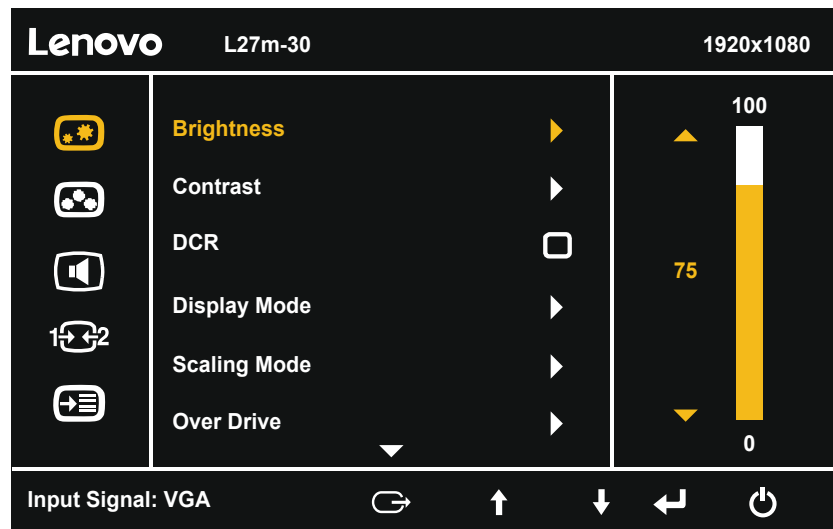 Lenovo L27m-30 1920x1080
Brightness
100
Contrast
DCR
75
Display Mode
1 2
Scaling Mode
Over Drive
0
Input Signal: VGA